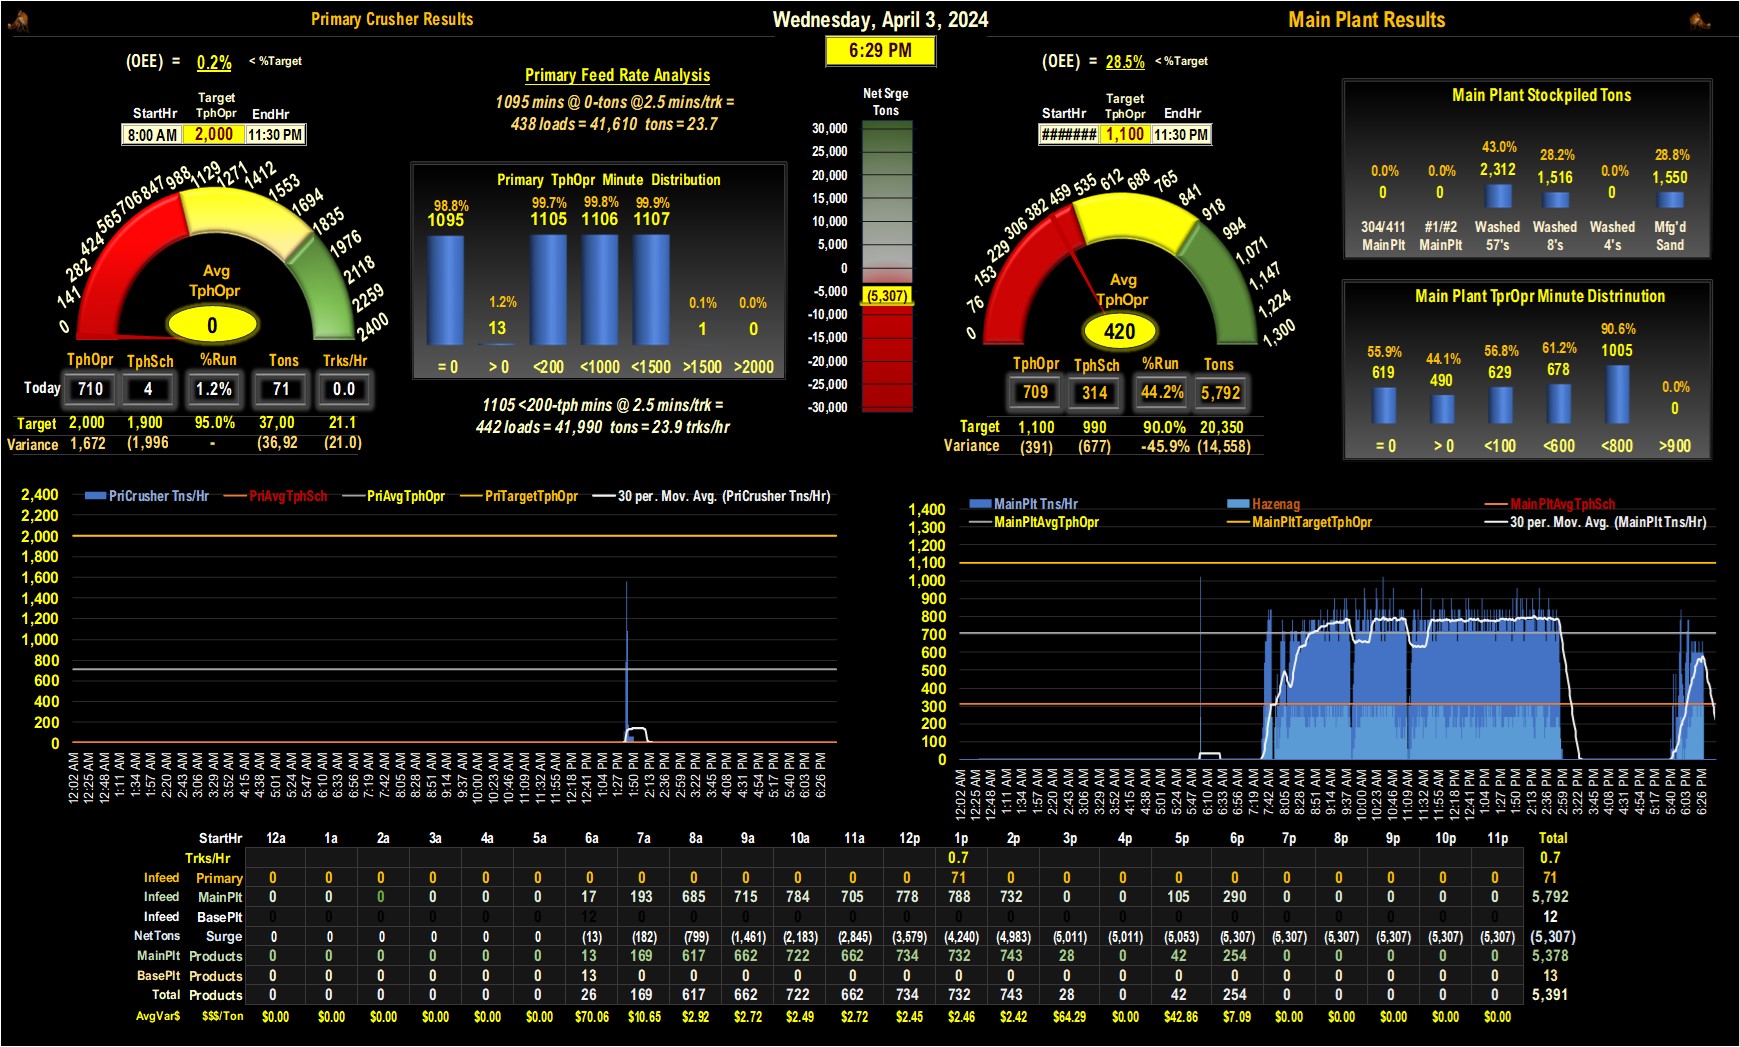 Primary Crusher Results
Wednesday, April 3, 2024
Main Plant Results
6:29 PM
(OEE) = 0.2% < %Target
StartHr Target TphOpr EndHr
8:00 AM 2,000 11:30 PM
0 141 282 424 565 706 847 988 1129 1271 1412 1553 1694 1835 1976 2118 2259 2400
Avg
TphOpr
0
TphOpr TphSch %Run Tons Trks/Hr
Today 710 4 1.2% 71 0.0
Target 2,000 1,900 95.0% 37,00 21.1
Variance 1,672 (1,996 - (36,92 (21.0)
Primary Feed Rate Analysis
1095 mins @ 0-tons @2.5 mins/trk =
438 loads = 41,610 tons = 23.7
Primary TphOpr Minute Distribution
98.8% 1.2% 99.7% 99.8% 99.9% 0.1% 0.0%
1095 13 1105 1106 1107 1 0
= 0 > 0 <200 <1000 <1500 >1500 >2000
1105 <200-tph mins @ 2.5 mins/trk =
442 loads = 41,990 tons = 23.9 trks/hr
Net Srge
Tons
30,000
25,000
20,000
15,000
10,000
5,000
0
-5,000
(5,307)
-10,000
-15,000
-20,000
-25,000
-30,000
(OEE) = 28.5% < %Target
StartHr Target TphOpr EndHr
####### 1,100 11:30 PM
0 76 153 229 306 382 459 535 612 688 765 841 918 994 1,071 1,147 1,224 1,300
Avg
TphOpr
420
TphOpr TphSch %Run Tons
709 314 44.2% 5,792
Target 1,100 990 90.0% 20,350
Variance (391) (677) -45.9% (14,558)
Main Plant Stockpiled Tons
0.0% 0.0% 43.0% 28.2% 0.0% 28.8%
0 0 2,312 1,516 0 1,550
304/411 #1/#2 Washed Washed Washed Mfg'd
MainPlt MainPlt 57's 8's 4's Sand
Main Plant TprOpr Minute Distrinution
55.9% 44.1% 56.8% 61.2% 90.6% 0.0%
619 490 629 678 1005 0
= 0 > 0 <100 <600 <800 >900
PriCrusher Tns/Hr PriAvgTphSch PriAvgTphOpr PriTargetTphOpr 30 per. Mov. Avg. (PriCrusher Tns/Hr)
2,400
2,200
2,000
1,800
1,600
1,400
1,200
1,000
800
600
400
200
0
12:02 AM 12:25 AM 12:48 AM 1:11 AM 1:34 AM 1:57 AM 2:20 AM 2:43 AM 3:06 AM 3:29 AM 3:52 AM 4:15 AM 4:38 AM 5:01 AM 5:24 AM 5:47 AM 6:10 AM 6:33 AM 6:56 AM 7:19 AM 7:42 AM 8:05 AM 8:28 AM 8:51 AM 9:14 AM 9:37 AM 10:00 AM 10:23 AM 10:46 AM 11:09 AM 11:32 AM 11:55 AM 12:18 PM 12:41 PM 1:04 PM 1:27 PM 1:50 PM 2:13 PM 2:36 PM 2:59 PM 3:22 PM 3:45 PM 4:08 PM 4:31 PM 4:54 PM 5:17 PM 5:40 PM 6:03 PM 6:26 PM
MainPlt Tns/Hr Hazenag MainPltAvgTphSch
MainPltAvgTphOpr MainPltTargetTphOpr 30 per. Mov. Avg. (MainPlt Tns/Hr)
1,400
1,300
1,200
1,100
1,000
900
800
700
600
500
400
300
200
100
0
12:02 AM 12:25 AM 12:48 AM 1:11 AM 1:34 AM 1:57 AM 2:20 AM 2:43 AM 3:06 AM 3:29 AM 3:52 AM 4:15 AM 4:38 AM 5:01 AM 5:24 AM 5:47 AM 6:10 AM 6:33 AM 6:56 AM 7:19 AM 7:42 AM 8:05 AM 8:28 AM 8:51 AM 9:14 AM 9:37 AM 10:00 AM 10:23 AM 10:46 AM 11:09 AM 11:32 AM 11:55 AM 12:18 PM 12:41 PM 1:04 PM 1:27 PM 1:50 PM 2:13 PM 2:36 PM 2:59 PM 3:22 PM 3:45 PM 4:08 PM 4:31 PM 4:54 PM 5:17 PM 5:40 PM 6:03 PM 6:26 PM
StartHr 12a 1a 2a 3a 4a 5a 6a 7a 8a 9a 10a 11a 12p 1p 2p 3p 4p 5p 6p 7p 8p 9p 10p 11p Total
Trks/Hr 0.7 0.7
Infeed Primary 0 0 0 0 0 0 0 0 0 0 0 0 0 71 0 0 0 0 0 0 0 0 0 0 71
Infeed MainPlt 0 0 0 0 0 0 17 193 685 715 784 705 778 788 732 0 0 105 290 0 0 0 0 0 5,792
Infeed BasePlt 0 0 0 0 0 0 12 0 0 0 0 0 0 0 0 0 0 0 0 0 0 0 0 0 12
NetTons Surge 0 0 0 0 0 0 (13) (182) (799) (1,461) (2,183) (2,845) (3,579) (4,240) (4,983) (5,011) (5,011) (5,053) (5,307) (5,307) (5,307) (5,307) (5,307) (5,307) (5,307)
MainPlt Products 0 0 0 0 0 0 13 169 617 662 722 662 734 732 743 28 0 42 254 0 0 0 0 0 5,378
BasePlt Products 0 0 0 0 0 0 13 0 0 0 0 0 0 0 0 0 0 0 0 0 0 0 0 0 13
Total Products 0 0 0 0 0 0 26 169 617 662 722 662 734 732 743 28 0 42 254 0 0 0 0 0 5,391
AvgVar$ $$$/Ton $0.00 $0.00 $0.00 $0.00 $0.00 $0.00 $70.06 $10.65 $2.92 $2.72 $2.49 $2.72 $2.45 $2.46 $2.42 $64.29 $0.00 $42.86 $7.09 $0.00 $0.00 $0.00 $0.00 $0.00